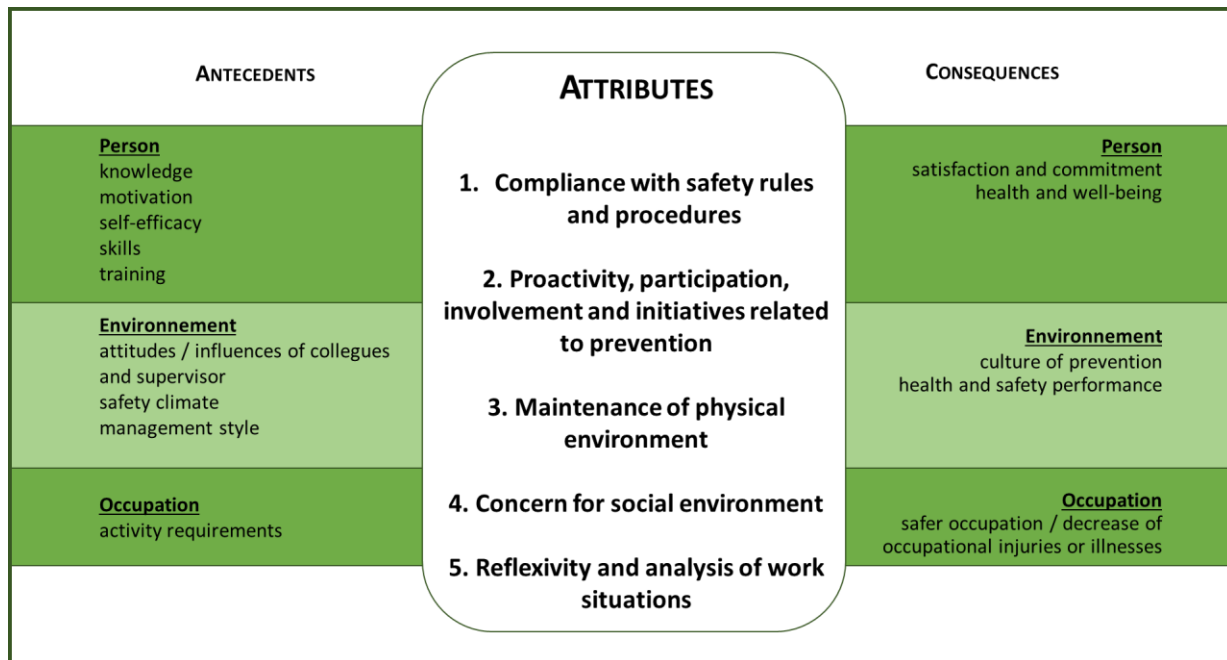 ANTECEDENTS
Person
knowledge
motivation
self-efficacy
skills
training
Environnement
attitudes / influences of collegues
and supervisor
safety climate
management style
Occupation
activity requirements
ATTRIBUTES
1. Compliance with safety rules
and procedures
2. Proactivity, participation,
involvement and initiatives related
to prevention
3. Maintenance of physical
environment
4. Concern for social environment
5. Reflexivity and analysis of work
situations
CONSEQUENCES
Person
satisfaction and commitment
health and well-being
Environnement
culture of prevention
health and safety performance
Occupation
safer occupation / decrease of
occupational injuries or illnesses